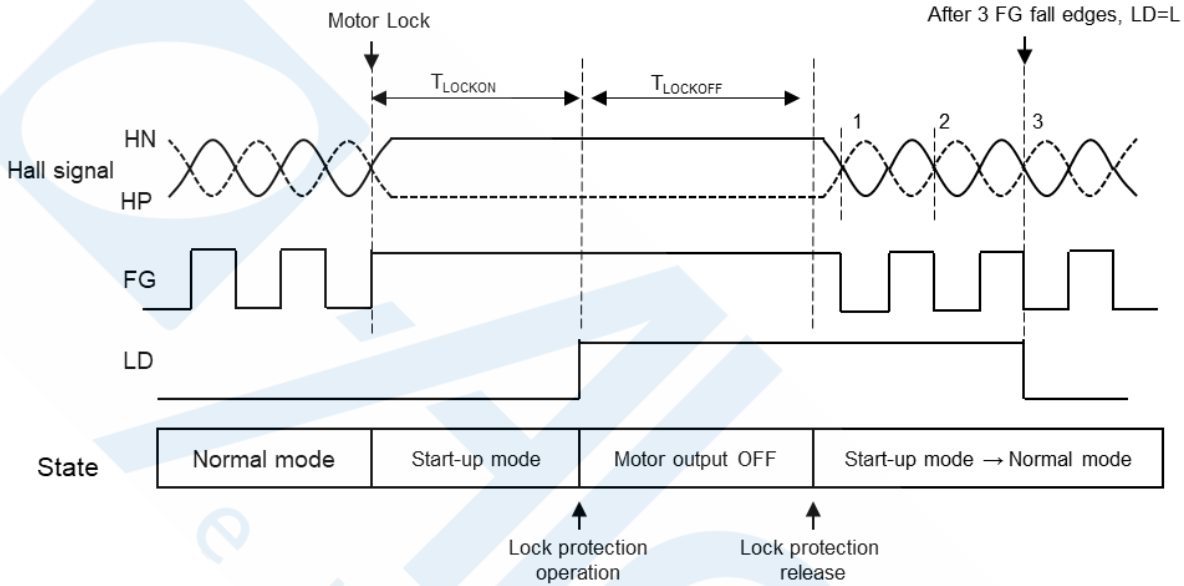 Motor Lock
After 3 FG fall edges, LD=L
TLOCKON
TLOCKOFF
HN
1
2
3
Hall signal
HP
FG
LD
State
Normal mode
Start-up mode
Motor output OFF
Start-up mode → Normal mode
Lock protection
operation
Lock protection
release